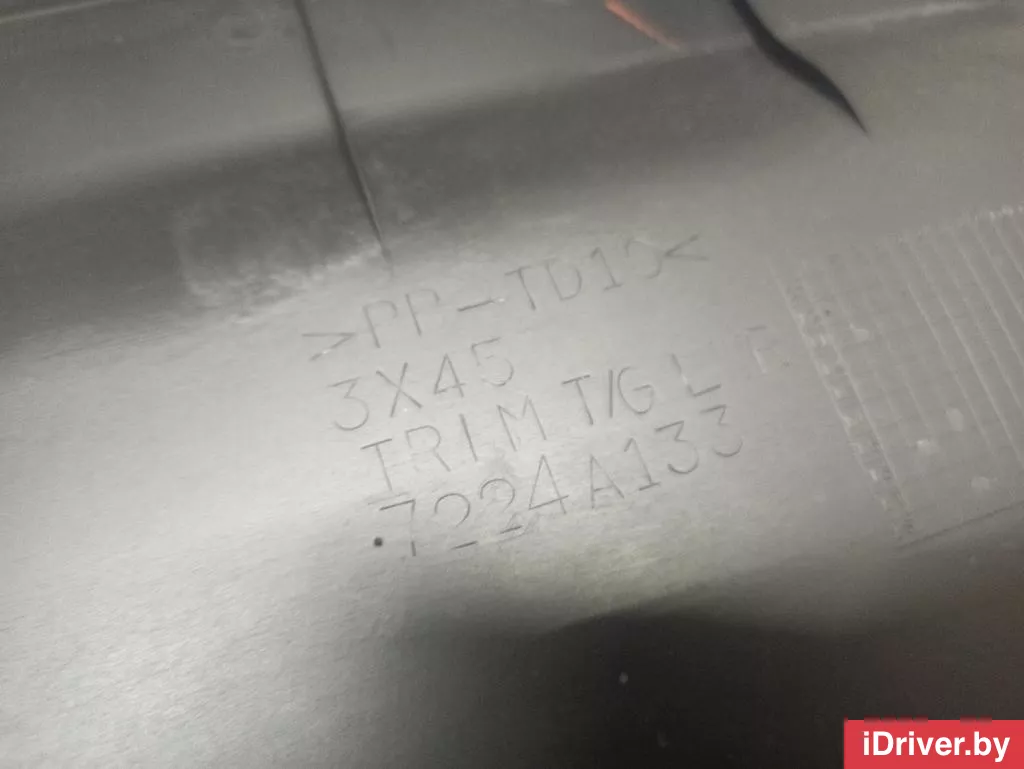 >PP-TD10<
3X45
TRIM T/G L F
7224A133
iDriver.by